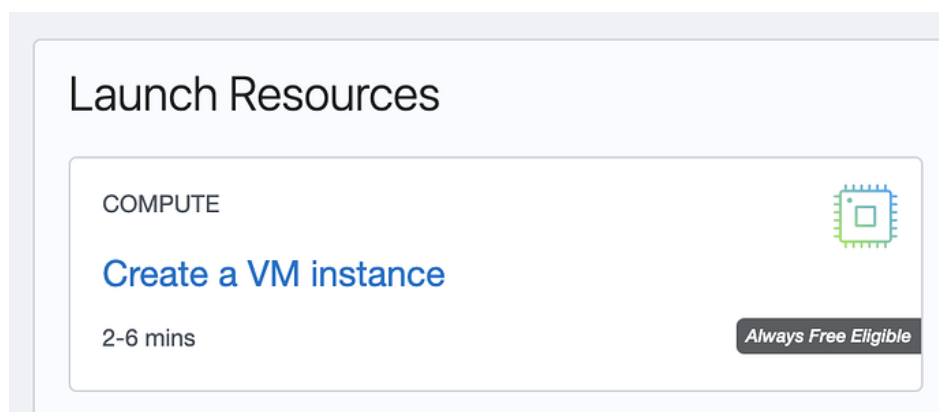 Launch Resources
COMPUTE
Create a VM instance
2-6 mins
Always Free Eligible